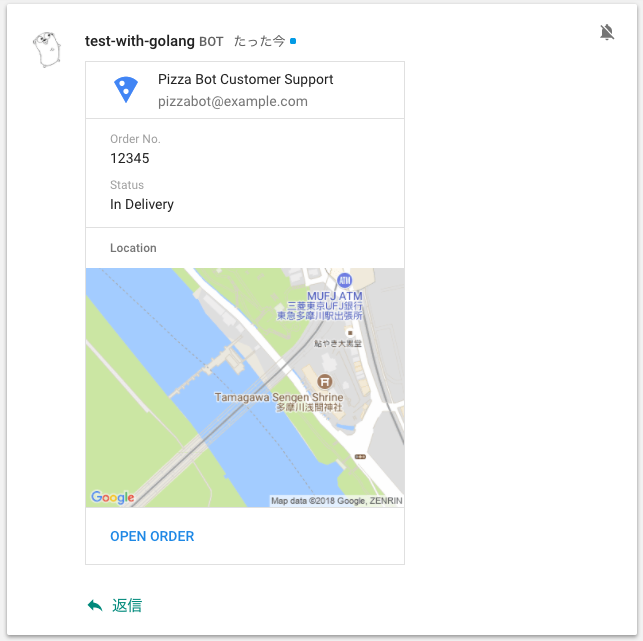 test-with-golang BOT たった今
Pizza Bot Customer Support
pizzabot@example.com
Order No.
12345
Status
In Delivery
Location
ATM
MUFJ ATM
三菱東京UFJ銀行
東急多摩川駅出張所
鮎やき大黒堂
Tamagawa Sengen Shrine
多摩川浅間神社
Google
Map data ©2018 Google, ZENRIN
OPEN ORDER
返信